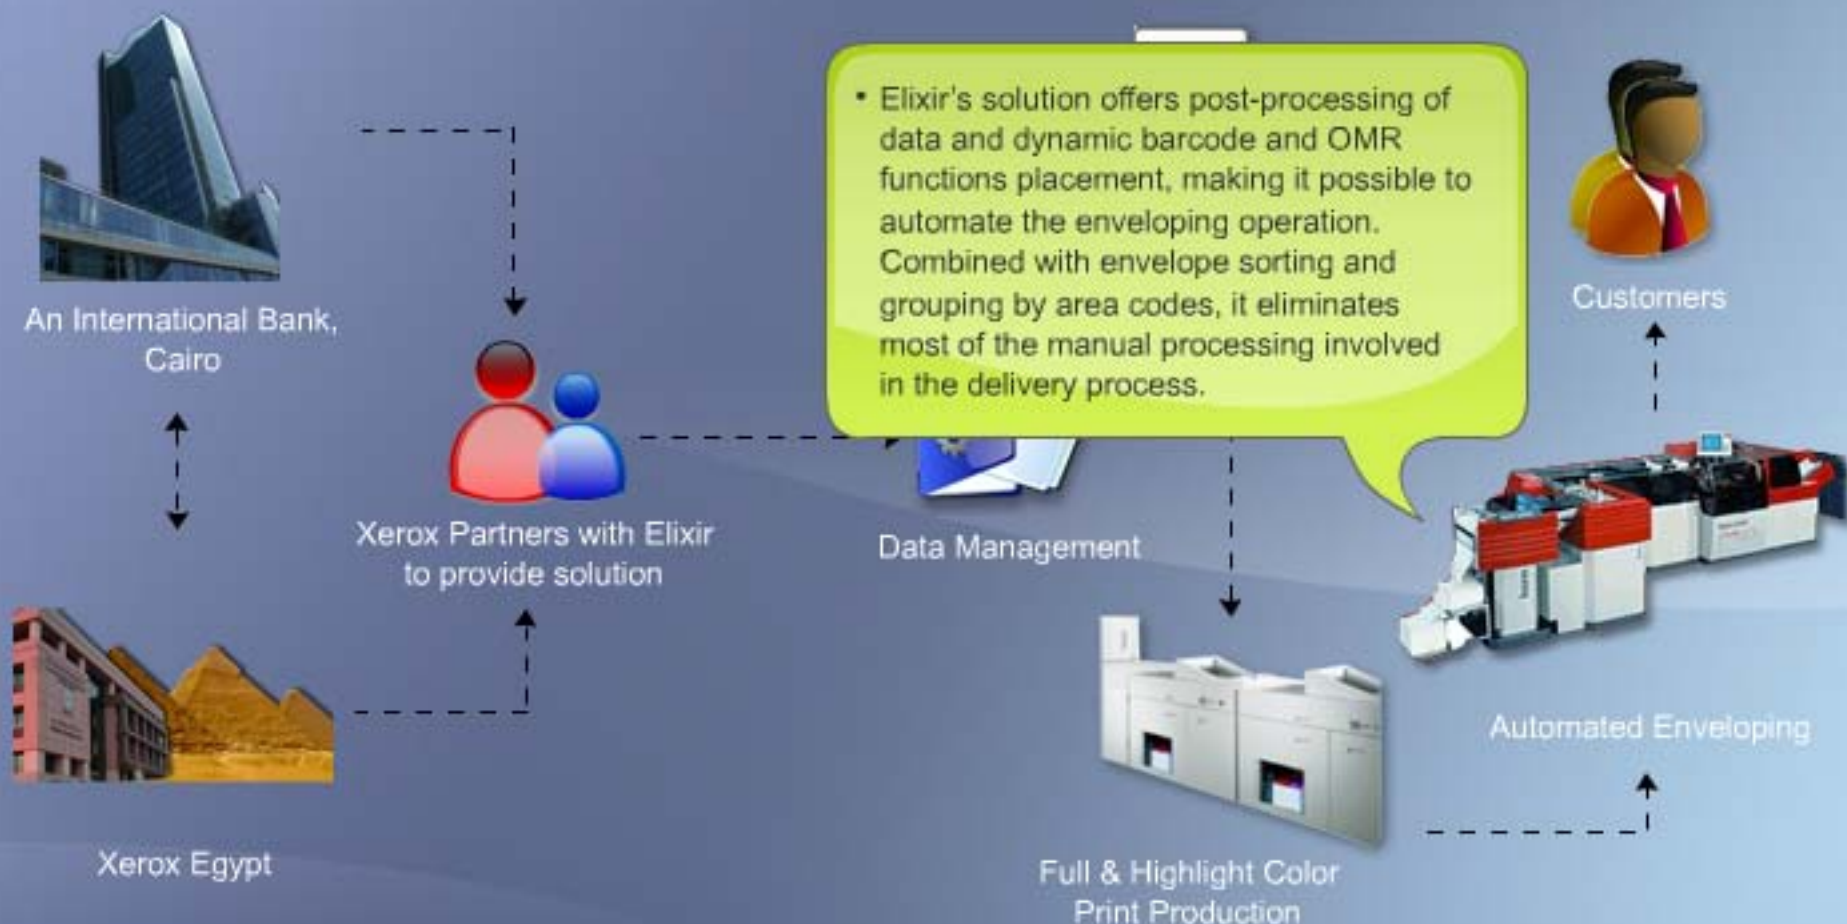 An International Bank,
Cairo
Xerox Egypt
Xerox Partners with Elixir
to provide solution
Data Management
• Elixir's solution offers post-processing of
data and dynamic barcode and OMR
functions placement, making it possible to
automate the enveloping operation.
Combined with envelope sorting and
grouping by area codes, it eliminates
most of the manual processing involved
in the delivery process.
Full & Highlight Color
Print Production
Automated Enveloping
Customers